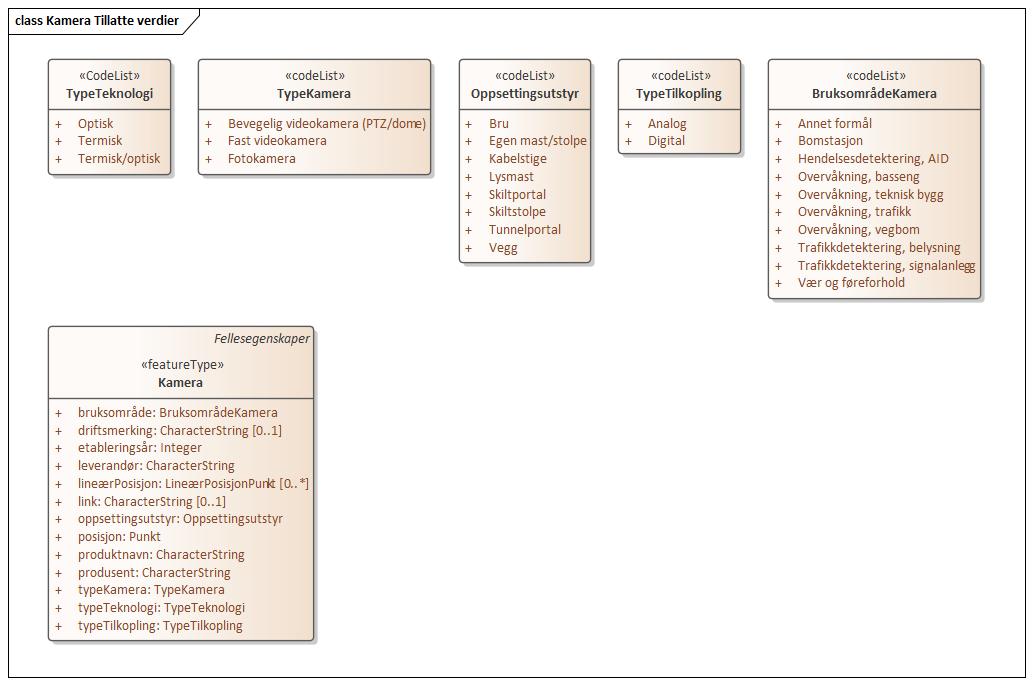 class Kamera Tillatte verdier
«CodeList»
TypeTeknologi
+ Optisk
+ Termisk
+ Termisk/optisk
«codeList»
TypeKamera
+ Bevegelig videokamera (PTZ/dome)
+ Fast videokamera
+ Fotokamera
«codeList»
Oppsettingsutstyr
+ Bru
+ Egen mast/stolpe
+ Kabelstige
+ Lysmast
+ Skiltportal
+ Skiltstolpe
+ Tunnelportal
+ Vegg
«codeList»
TypeTilkopling
+ Analog
+ Digital
«codeList»
BruksområdeKamera
+ Annet formål
+ Bomstasjon
+ Hendelsesdetektering, AID
+ Overvåkning, basseng
+ Overvåkning, teknisk bygg
+ Overvåkning, trafikk
+ Overvåkning, vegbom
+ Trafikkdetektering, belysning
+ Trafikkdetektering, signalanlegg
+ Vær og føreforhold
Fellesegenskaper
«featureType»
Kamera
+ bruksområde: BruksområdeKamera
+ driftsmerking: CharacterString [0..1]
+ etableringsår: Integer
+ leverandør: CharacterString
+ lineærPosisjon: LineærPosisjonPunkt [0..*]
+ link: CharacterString [0..1]
+ oppsettingsutstyr: Oppsettingsutstyr
+ posisjon: Punkt
+ produktnavn: CharacterString
+ produsent: CharacterString
+ typeKamera: TypeKamera
+ typeTeknologi: TypeTeknologi
+ typeTilkopling: TypeTilkopling